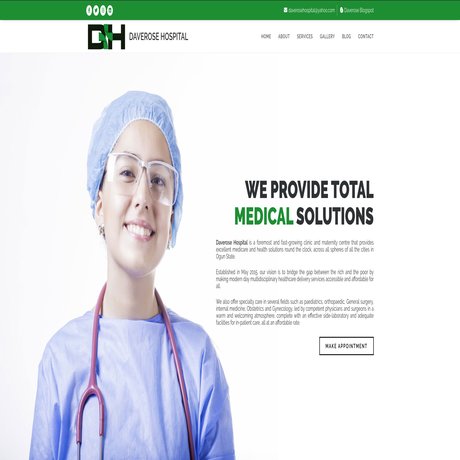 daverosehospital@yahoo.com Daverose Blogspot
DH DAVEROSE HOSPITAL
HOME ABOUT SERVICES GALLERY BLOG CONTACT
WE PROVIDE TOTAL
MEDICAL SOLUTIONS
Daverose Hospital is a foremost and fast-growing clinic and maternity centre that provides
excellent medicare and health solutions round the clock, across all spheres of all the cities in
Ogun State.
Established in May 2015, our vision is to bridge the gap between the rich and the poor by
making modern day multidisciplinary healthcare delivery services accessible and affordable for
all.
We also offer specialty care in several fields such as paediatrics, orthopaedic, General surgery,
internal medicine, Obstetrics and Gynecology, led by competent physicians and surgeons in a
warm and welcoming atmosphere, complete with an effective side-laboratory and adequate
facilities for in-patient care, all at an affordable rate.
MAKE APPOINTMENT